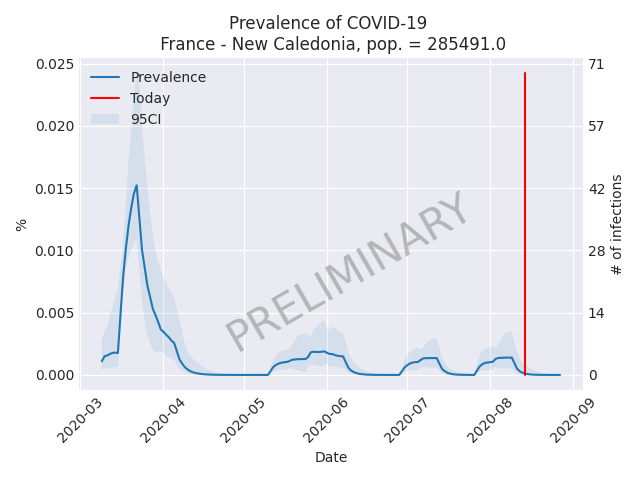 Prevalence of COVID-19
France - New Caledonia, pop. = 285491.0
Prevalence
Today
95CI
PRELIMINARY
0.025
0.020
0.015
0.010
0.005
0.000
%
71
57
42
28
14
0
# of infections
2020-03
2020-04
2020-05
2020-06
2020-07
2020-08
2020-09
Date